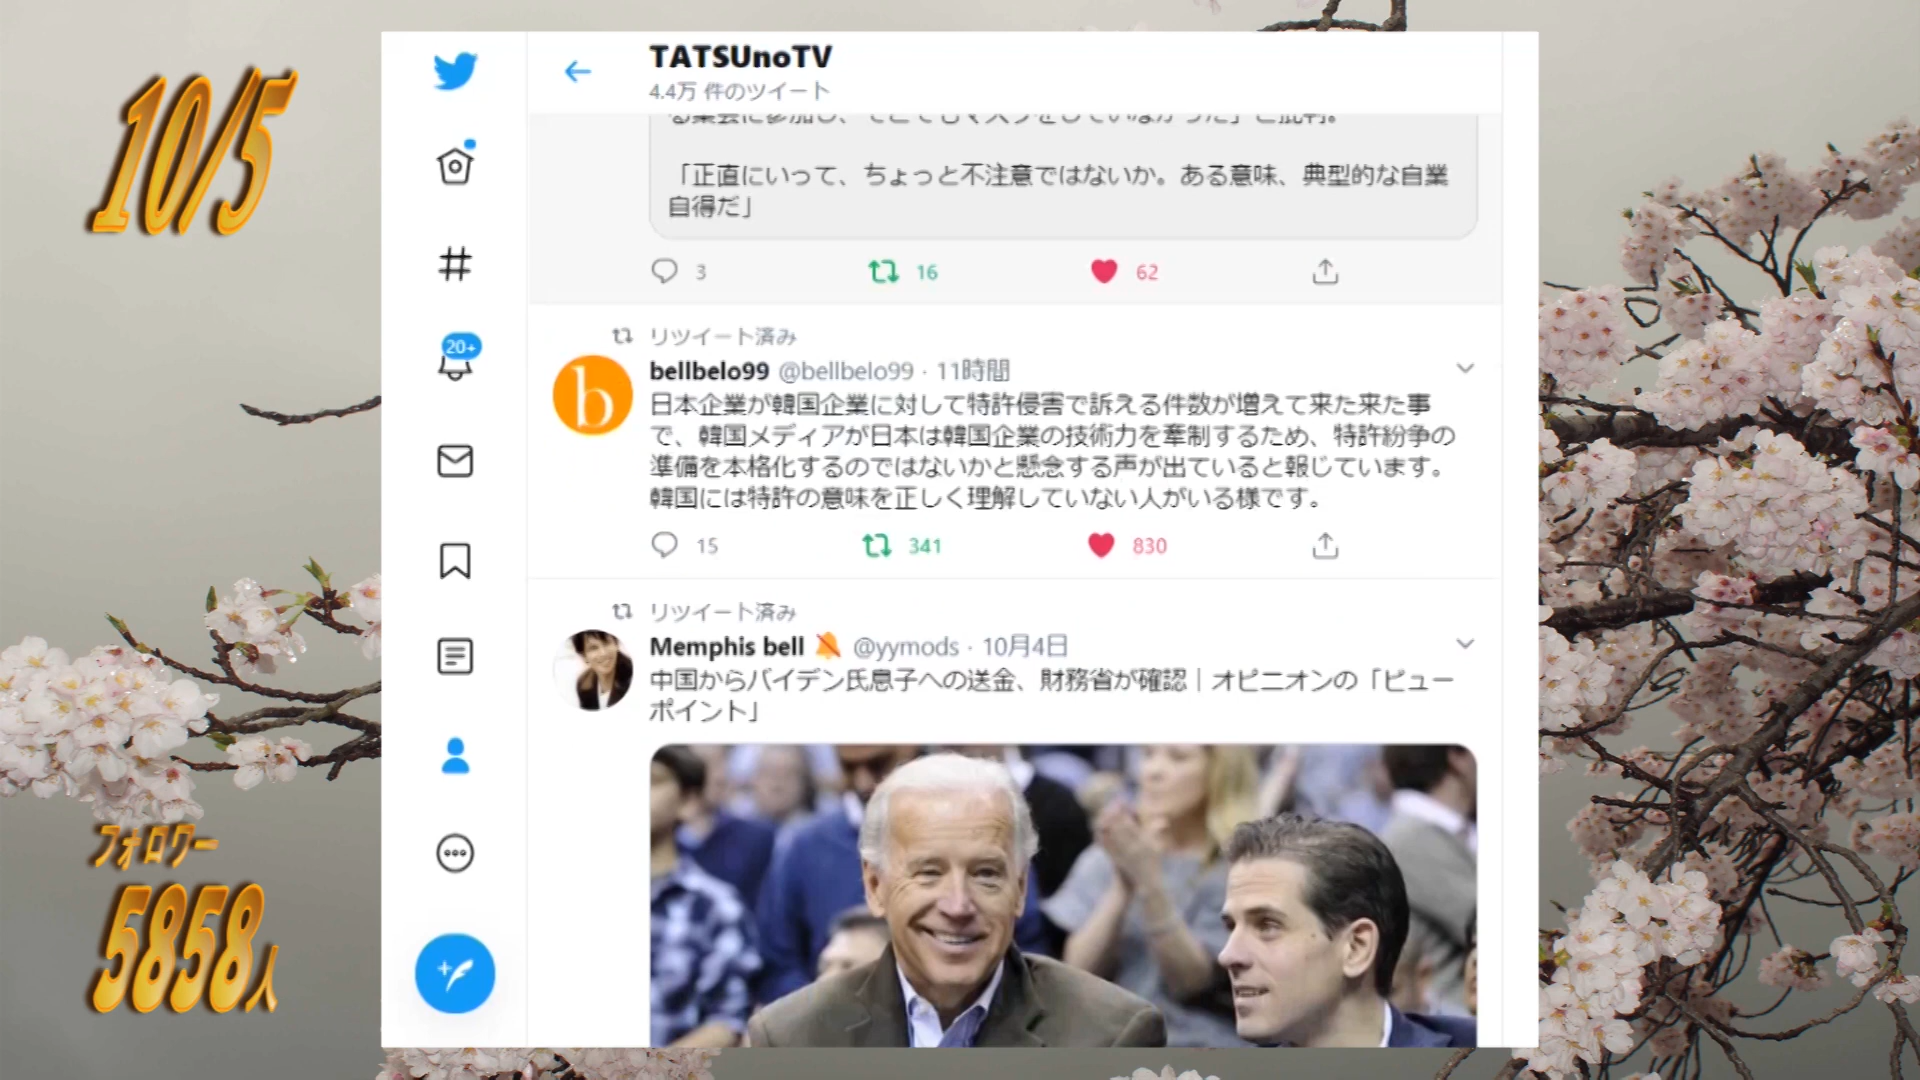 10/5
TATSUnoTV
4.4万 件のツイート
「正直にいって、ちょっと不注意ではないか。ある意味、典型的な自業
自得だ」
3 16 62
リツイート済み
20+
bellbelo99 @bellbelo99 · 11時間
日本企業が韓国企業に対して特許侵害で訴える件数が増えて来た来た事
で、韓国メディアが日本は韓国企業の技術力を牽制するため、特許紛争の
準備を本格化するのではないかと懸念する声が出ていると報じています。
韓国には特許の意味を正しく理解していない人がいる様です。
15 341 830
リツイート済み
Memphis bell @yymods · 10月4日
中国からバイデン氏息子への送金、財務省が確認｜オピニオンの「ビュー
ポイント」
フォロワー
5858人